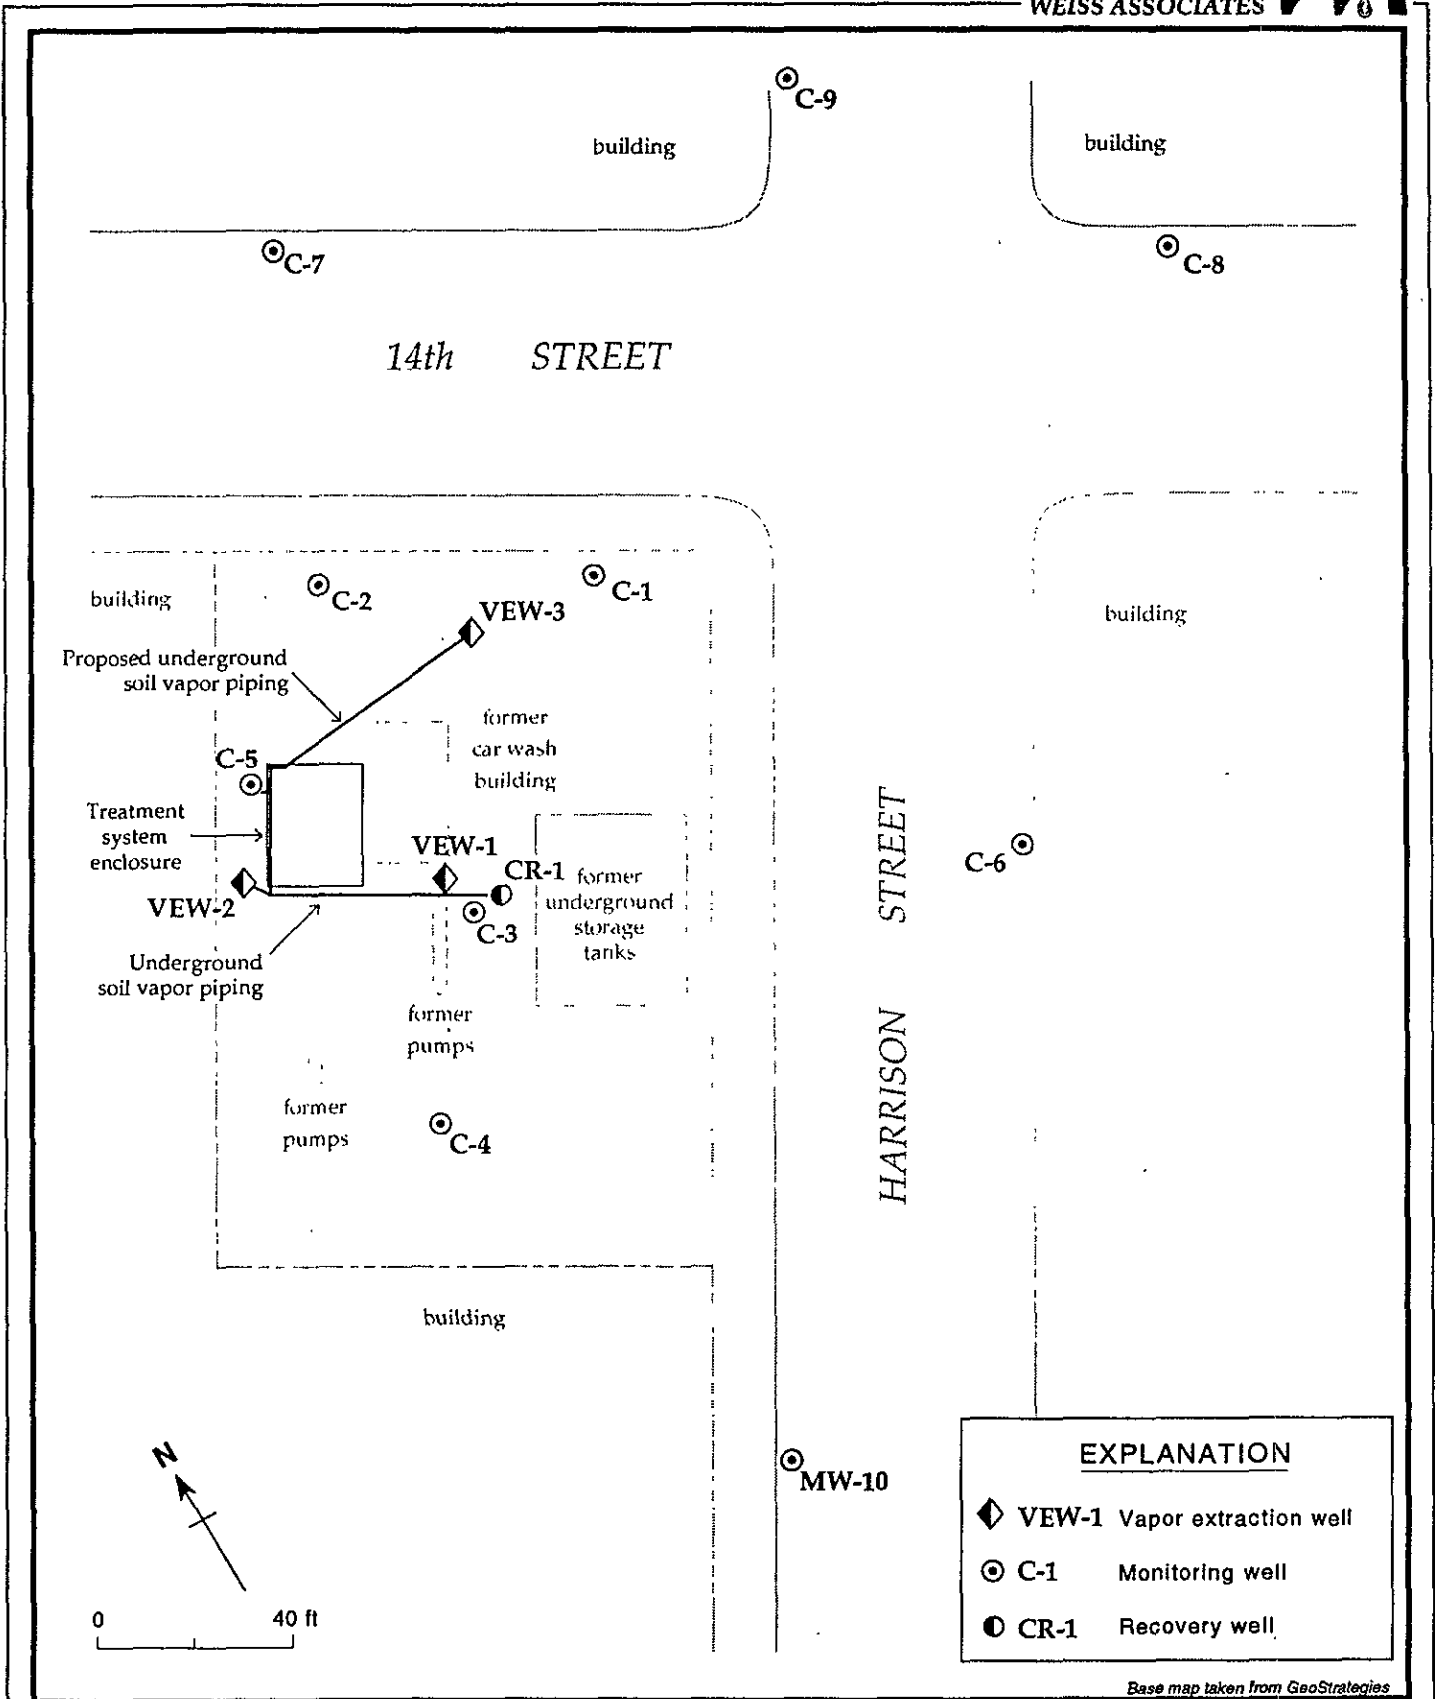 WEISS ASSOCIATES
C-9
building
building
C-7
C-8
14th STREET
C-2
C-1
building
VEW-3
building
Proposed underground
soil vapor piping
former
car wash
building
C-5
Treatment
system
enclosure
VEW-1
CR-1
former
underground
storage
tanks
C-6
VEW-2
C-3
HARRISON STREET
Underground
soil vapor piping
former
pumps
former
pumps
C-4
building
MW-10
N
0 40 ft
EXPLANATION
VEW-1 Vapor extraction well
C-1 Monitoring well
CR-1 Recovery well
Base map taken from GeoStrategies